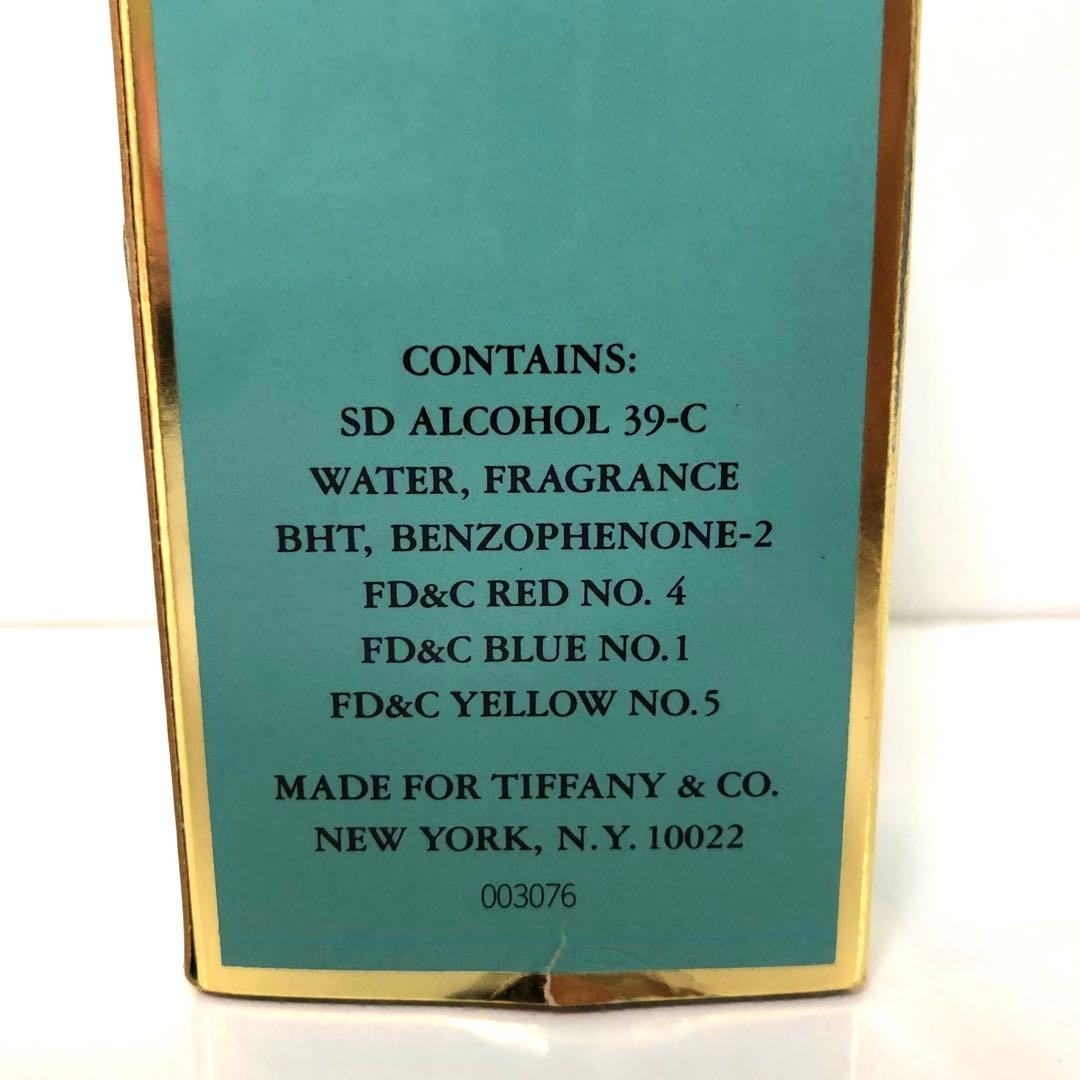 CONTAINS:
SD ALCOHOL 39-C
WATER, FRAGRANCE
BHT, BENZOPHENONE-2
FD&C RED NO. 4
FD&C BLUE NO.1
FD&C YELLOW NO.5
MADE FOR TIFFANY & CO.
NEW YORK, N.Y. 10022
003076